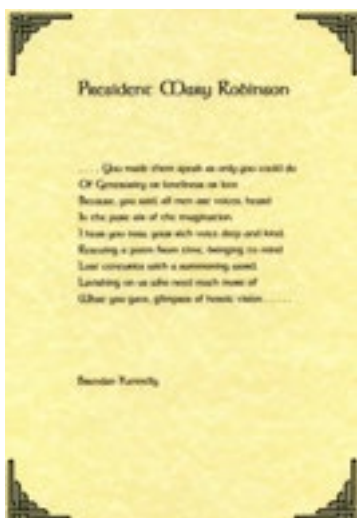 President Mary Robinson
. . . . You made them speak as only you could do
Of Generosity or loneliness or love
Because, you said, all men are voices, heard
In the pure air of the imagination.
I hear you now, your rich voice deep and kind,
Rescuing a poem from time, bringing to mind
Lost centuries with a summoning word,
Lavishing on us who need much more of
What you gave, glimpses of heroic vision . . . . . .
Brendan Kennelly